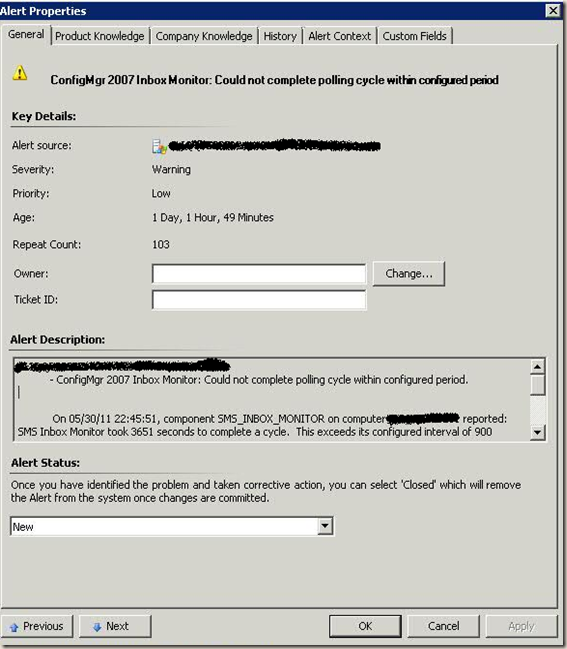 Alert Properties
General Product Knowledge Company Knowledge History Alert Context Custom Fields
ConfigMgr 2007 Inbox Monitor: Could not complete polling cycle within configured period
Key Details:
Alert source:
Severity: Warning
Priority: Low
Age: 1 Day, 1 Hour, 49 Minutes
Repeat Count: 103
Owner: Change...
Ticket ID:
Alert Description:
- ConfigMgr 2007 Inbox Monitor: Could not complete polling cycle within configured period.
On 05/30/11 22:45:51, component SMS_INBOX_MONITOR on computer reported:
SMS Inbox Monitor took 3651 seconds to complete a cycle. This exceeds its configured interval of 900
Alert Status:
Once you have identified the problem and taken corrective action, you can select 'Closed' which will remove
the Alert from the system once changes are committed.
New
Previous Next OK Cancel Apply